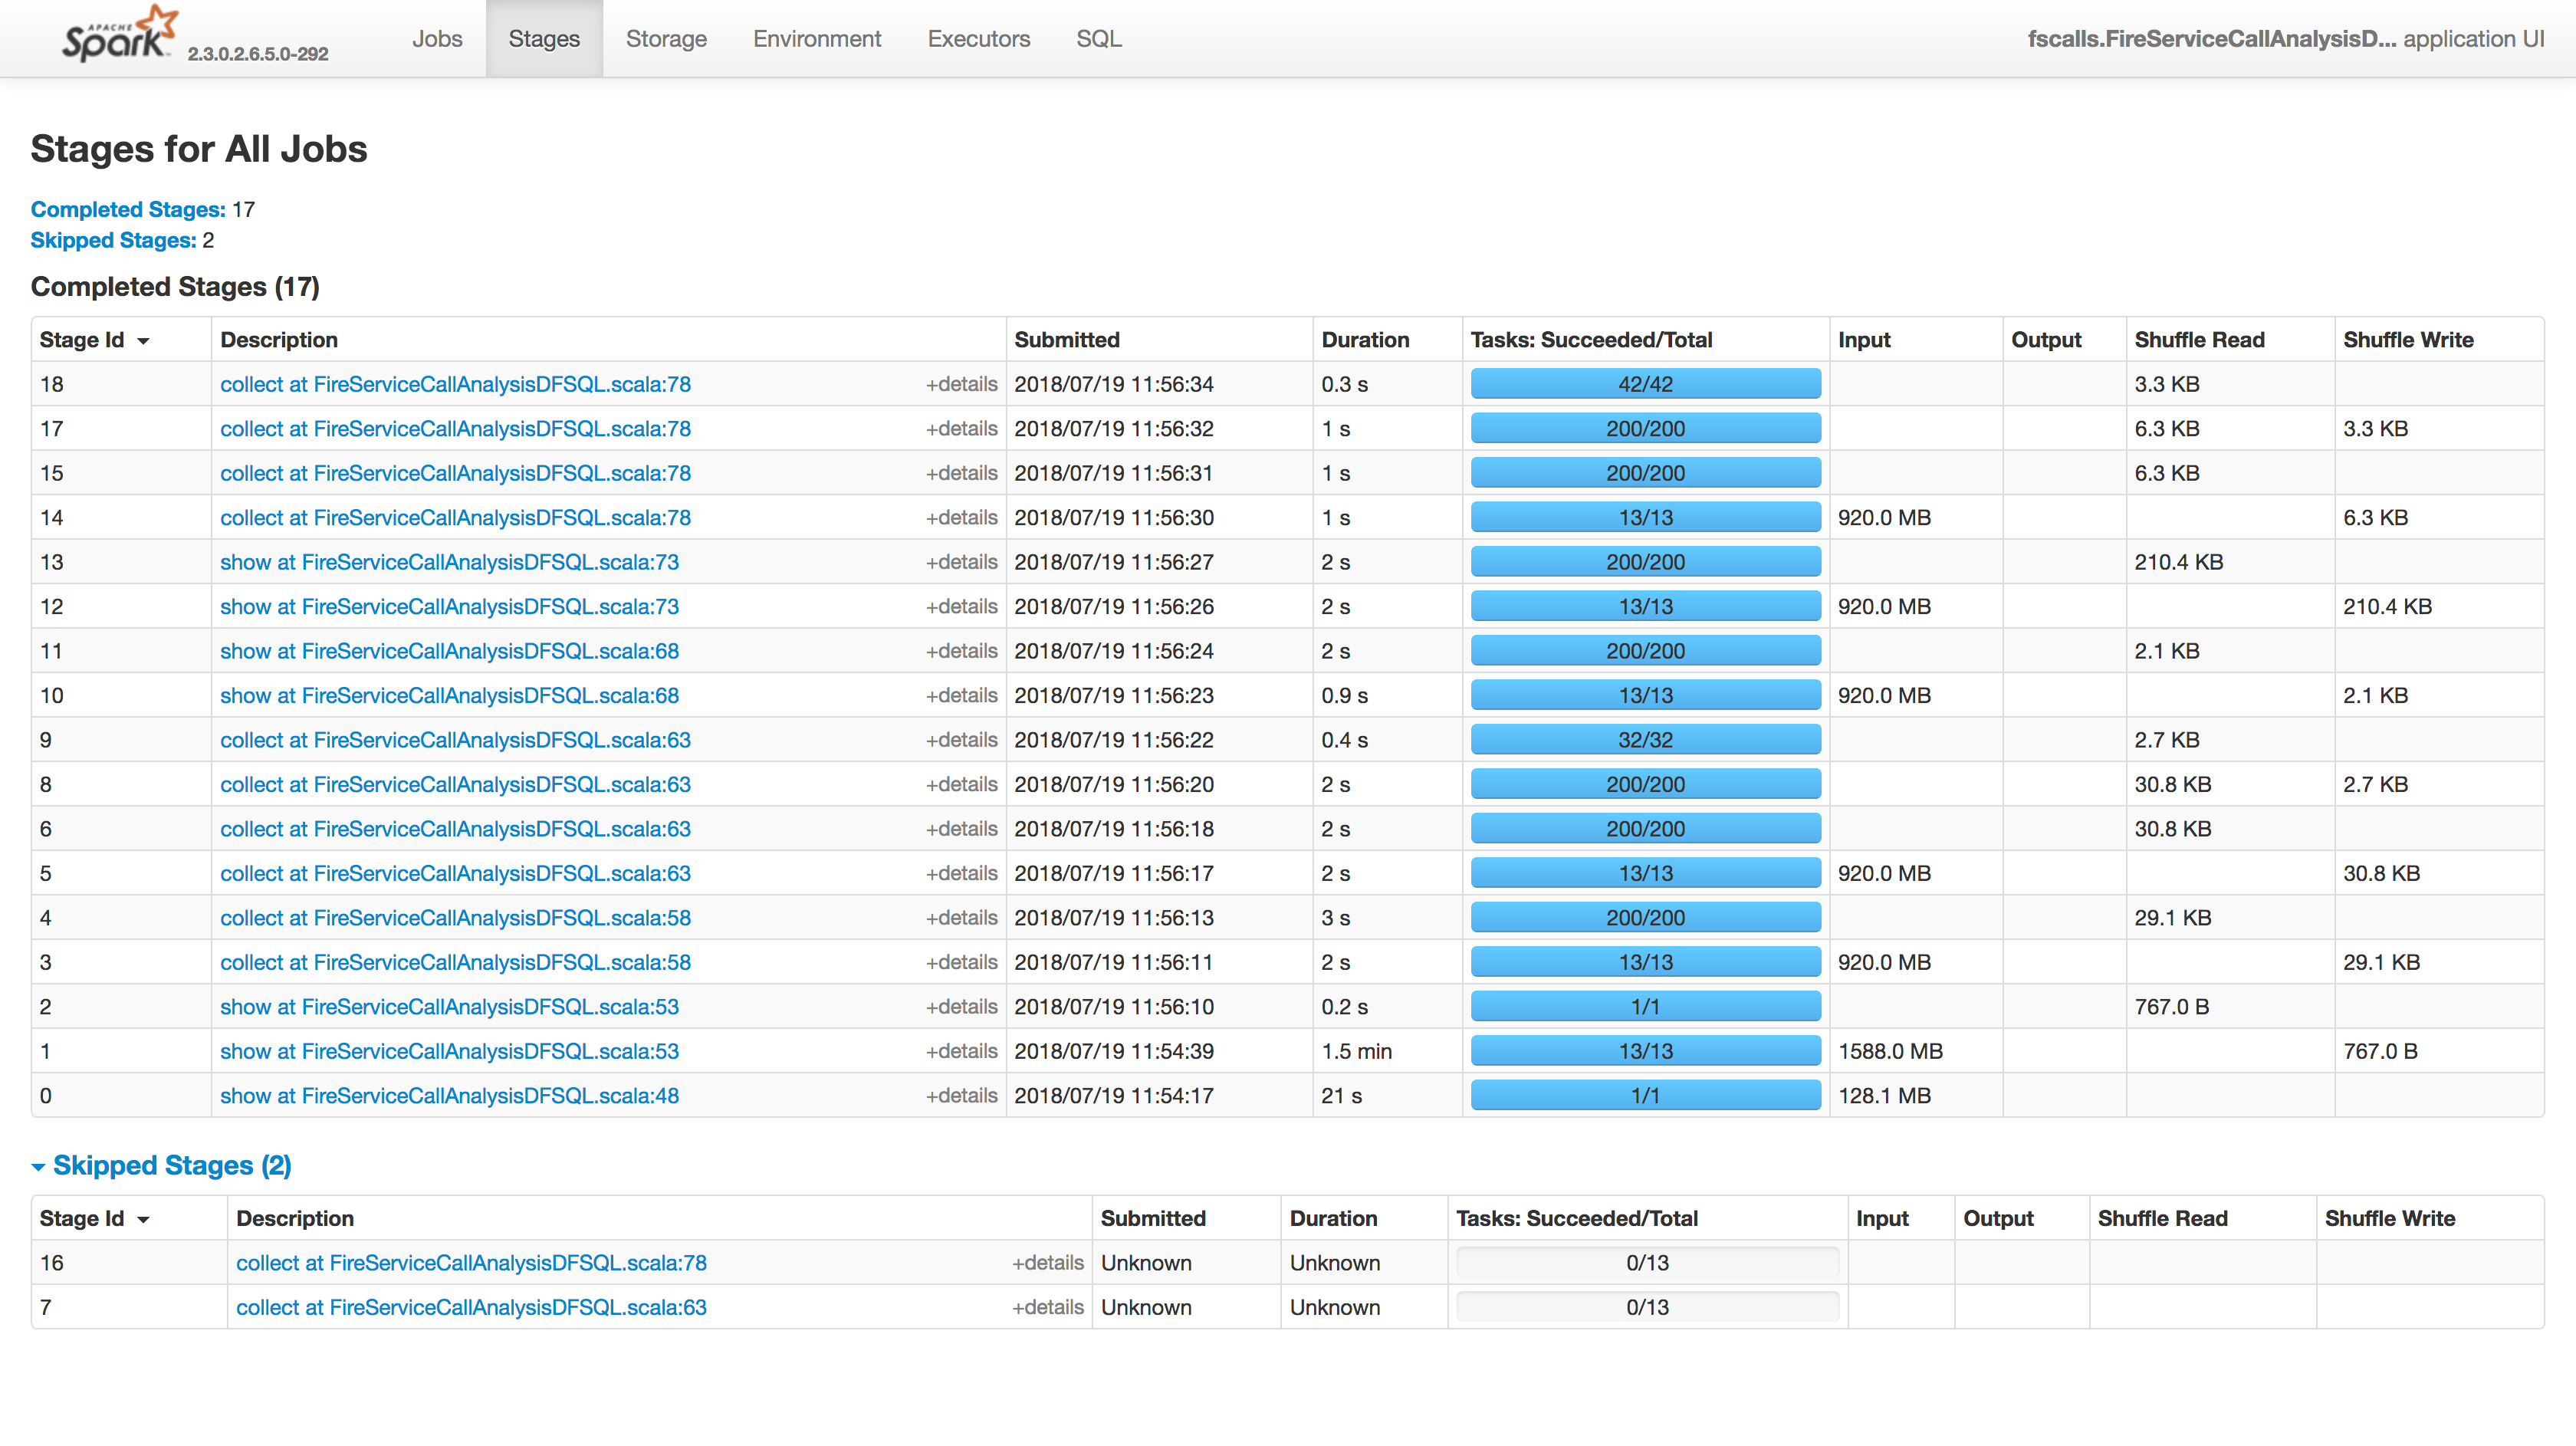 APACHE Spark 2.3.0.2.6.5.0-292 Jobs Stages Storage Environment Executors SQL fscalls.FireServiceCallAnalysisD... application UI
Stages for All Jobs
Completed Stages: 17
Skipped Stages: 2
Completed Stages (17)
Stage Id Description Submitted Duration Tasks: Succeeded/Total Input Output Shuffle Read Shuffle Write
18 collect at FireServiceCallAnalysisDFSQL.scala:78 +details 2018/07/19 11:56:34 0.3 s 42/42 3.3 KB
17 collect at FireServiceCallAnalysisDFSQL.scala:78 +details 2018/07/19 11:56:32 1 s 200/200 6.3 KB 3.3 KB
15 collect at FireServiceCallAnalysisDFSQL.scala:78 +details 2018/07/19 11:56:31 1 s 200/200 6.3 KB
14 collect at FireServiceCallAnalysisDFSQL.scala:78 +details 2018/07/19 11:56:30 1 s 13/13 920.0 MB 6.3 KB
13 show at FireServiceCallAnalysisDFSQL.scala:73 +details 2018/07/19 11:56:27 2 s 200/200 210.4 KB
12 show at FireServiceCallAnalysisDFSQL.scala:73 +details 2018/07/19 11:56:26 2 s 13/13 920.0 MB 210.4 KB
11 show at FireServiceCallAnalysisDFSQL.scala:68 +details 2018/07/19 11:56:24 2 s 200/200 2.1 KB
10 show at FireServiceCallAnalysisDFSQL.scala:68 +details 2018/07/19 11:56:23 0.9 s 13/13 920.0 MB 2.1 KB
9 collect at FireServiceCallAnalysisDFSQL.scala:63 +details 2018/07/19 11:56:22 0.4 s 32/32 2.7 KB
8 collect at FireServiceCallAnalysisDFSQL.scala:63 +details 2018/07/19 11:56:20 2 s 200/200 30.8 KB 2.7 KB
6 collect at FireServiceCallAnalysisDFSQL.scala:63 +details 2018/07/19 11:56:18 2 s 200/200 30.8 KB
5 collect at FireServiceCallAnalysisDFSQL.scala:63 +details 2018/07/19 11:56:17 2 s 13/13 920.0 MB 30.8 KB
4 collect at FireServiceCallAnalysisDFSQL.scala:58 +details 2018/07/19 11:56:13 3 s 200/200 29.1 KB
3 collect at FireServiceCallAnalysisDFSQL.scala:58 +details 2018/07/19 11:56:11 2 s 13/13 920.0 MB 29.1 KB
2 show at FireServiceCallAnalysisDFSQL.scala:53 +details 2018/07/19 11:56:10 0.2 s 1/1 767.0 B
1 show at FireServiceCallAnalysisDFSQL.scala:53 +details 2018/07/19 11:54:39 1.5 min 13/13 1588.0 MB 767.0 B
0 show at FireServiceCallAnalysisDFSQL.scala:48 +details 2018/07/19 11:54:17 21 s 1/1 128.1 MB
Skipped Stages (2)
Stage Id Description Submitted Duration Tasks: Succeeded/Total Input Output Shuffle Read Shuffle Write
16 collect at FireServiceCallAnalysisDFSQL.scala:78 +details Unknown Unknown 0/13
7 collect at FireServiceCallAnalysisDFSQL.scala:63 +details Unknown Unknown 0/13